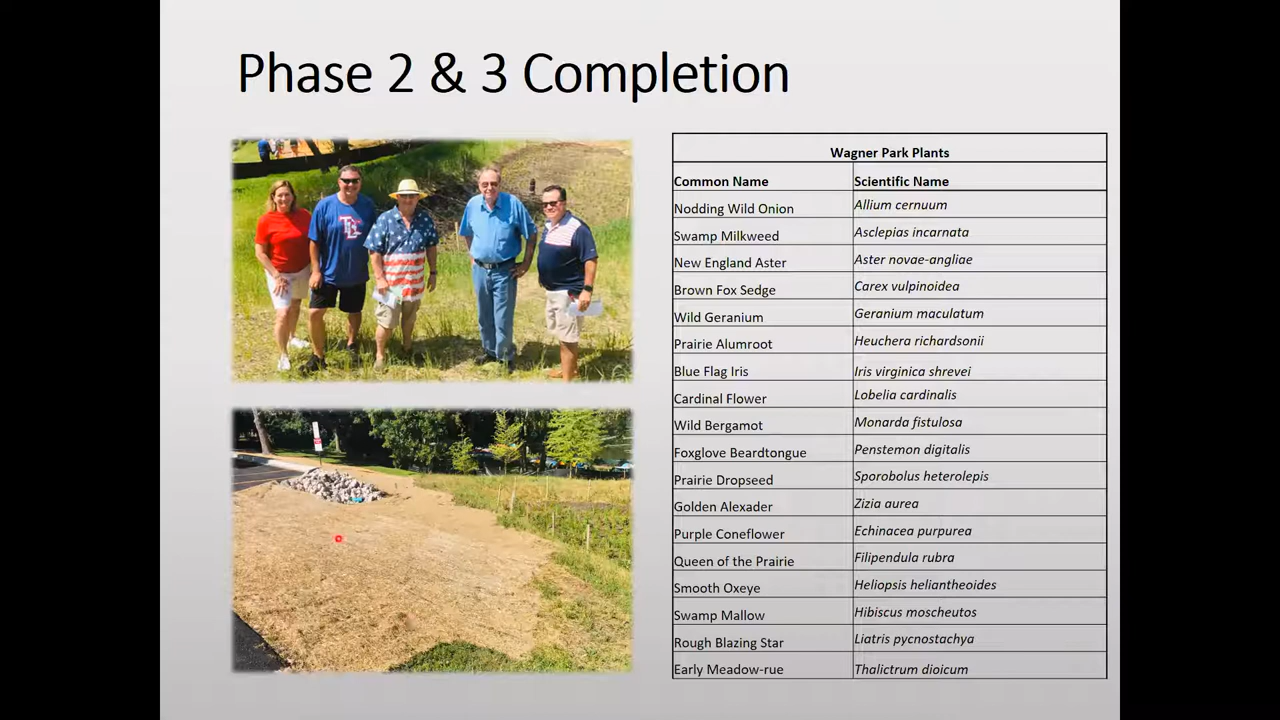 Phase 2 & 3 Completion
Wagner Park Plants
Common Name Scientific Name
Nodding Wild Onion Allium cernuum
Swamp Milkweed Asclepias incarnata
New England Aster Aster novae-angliae
Brown Fox Sedge Carex vulpinoidea
Wild Geranium Geranium maculatum
Prairie Alumroot Heuchera richardsonii
Blue Flag Iris Iris virginica shrevei
Cardinal Flower Lobelia cardinalis
Wild Bergamot Monarda fistulosa
Foxglove Beardtongue Penstemon digitalis
Prairie Dropseed Sporobolus heterolepis
Golden Alexader Zizia aurea
Purple Coneflower Echinacea purpurea
Queen of the Prairie Filipendula rubra
Smooth Oxeye Heliopsis heliantheoides
Swamp Mallow Hibiscus moscheutos
Rough Blazing Star Liatris pycnostachya
Early Meadow-rue Thalictrum dioicum